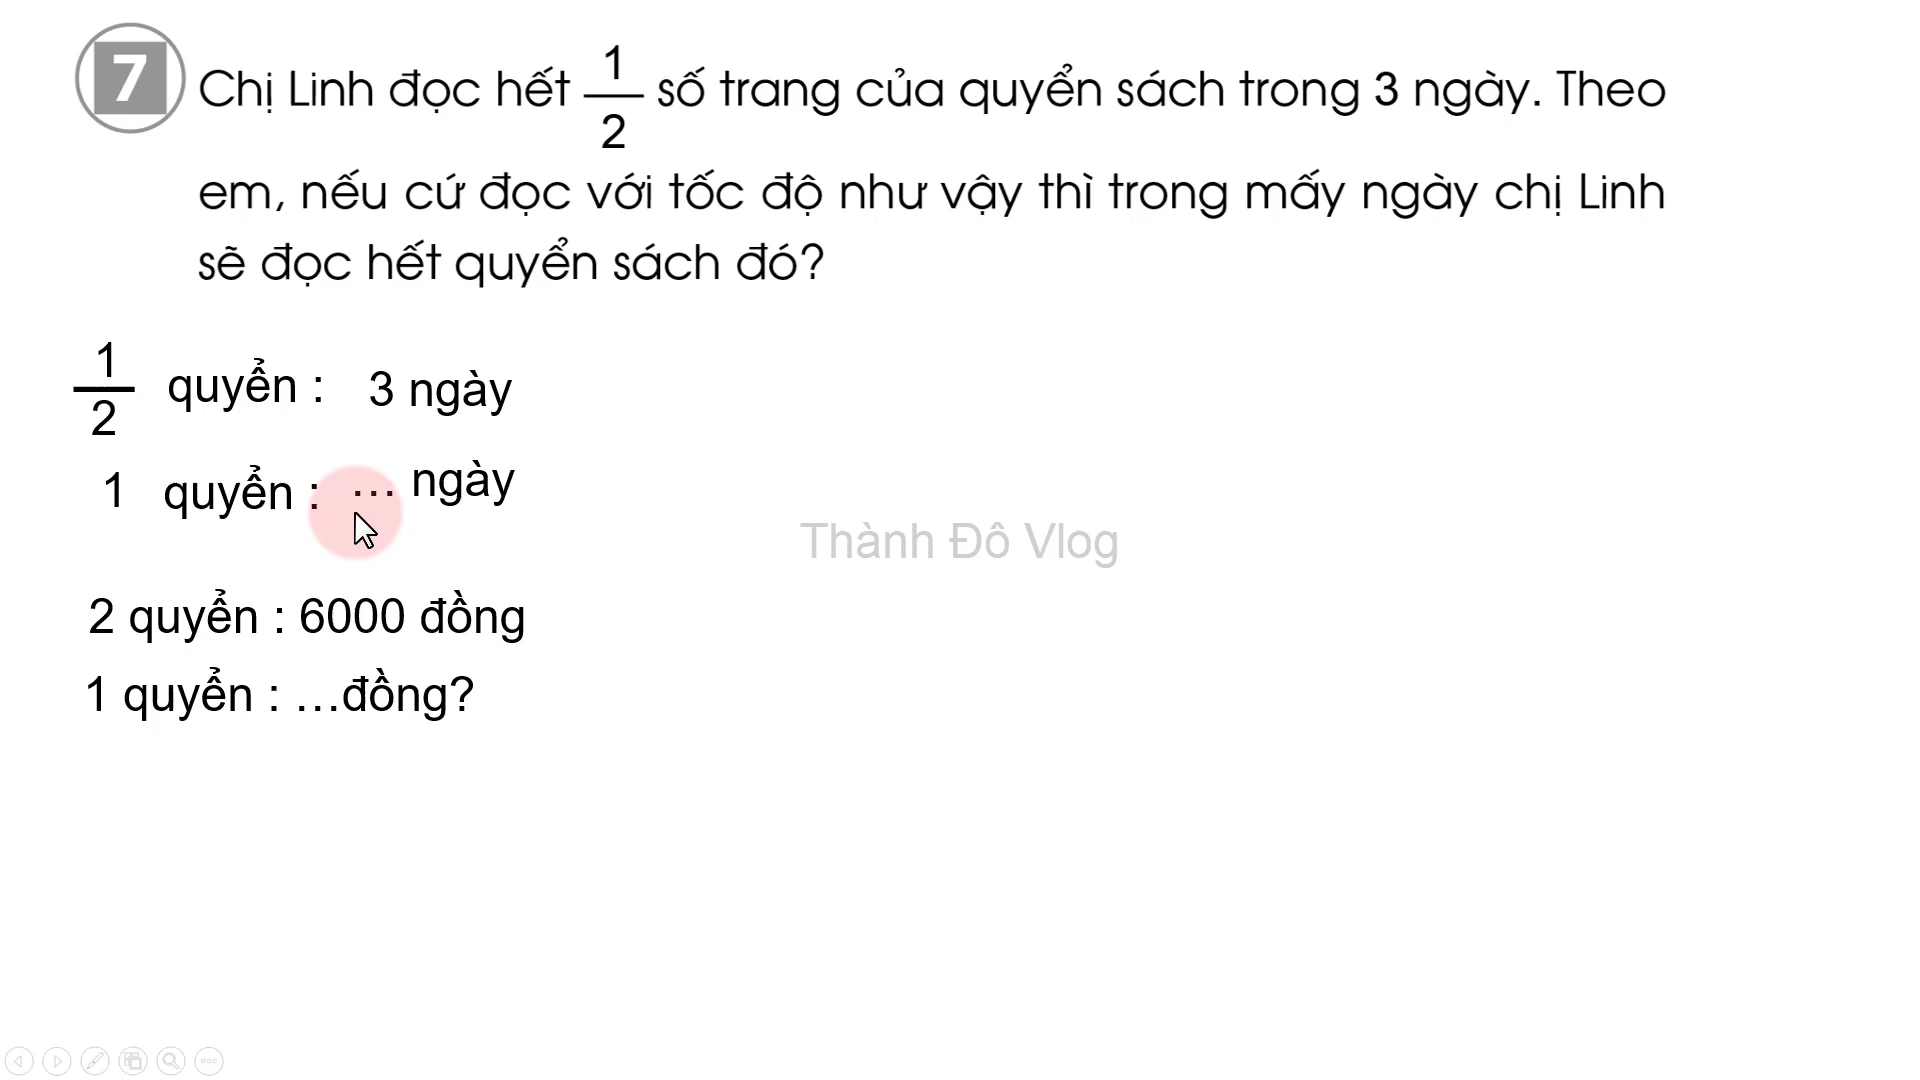 7 Chị Linh đọc hết 1/2 số trang của quyển sách trong 3 ngày. Theo
em, nếu cứ đọc với tốc độ như vậy thì trong mấy ngày chị Linh
sẽ đọc hết quyển sách đó?
1/2 quyển : 3 ngày
1 quyển : ... ngày
Thành Đô Vlog
2 quyển : 6000 đồng
1 quyển : ...đồng?